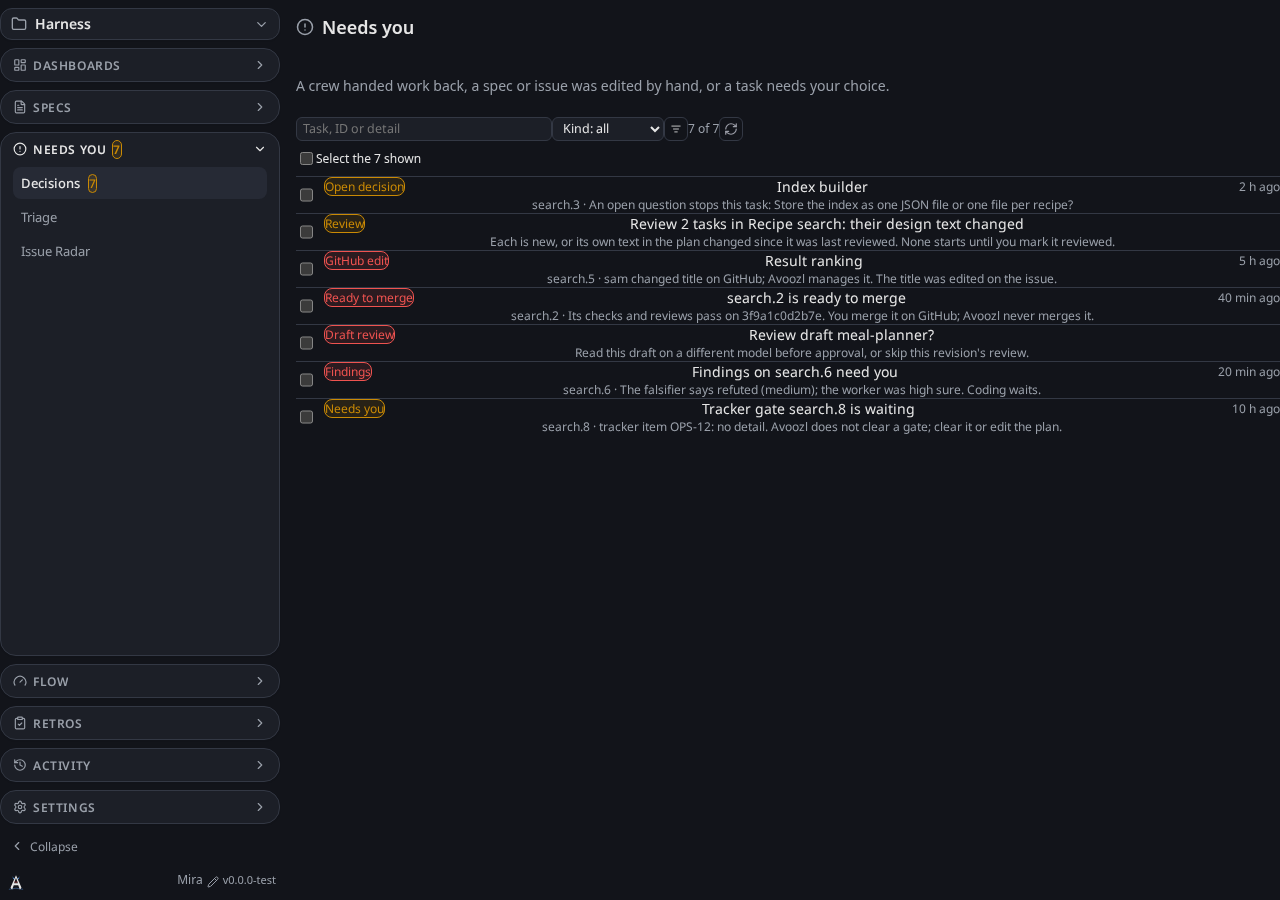 Harness
DASHBOARDS
SPECS
NEEDS YOU 7
Decisions 7
Triage
Issue Radar
FLOW
RETROS
ACTIVITY
SETTINGS
Collapse
A Mira v0.0.0-test
Needs you
A crew handed work back, a spec or issue was edited by hand, or a task needs your choice.
Task, ID or detail Kind: all 7 of 7
Select the 7 shown
Open decision Index builder 2 h ago
search.3 · An open question stops this task: Store the index as one JSON file or one file per recipe?
Review Review 2 tasks in Recipe search: their design text changed
Each is new, or its own text in the plan changed since it was last reviewed. None starts until you mark it reviewed.
GitHub edit Result ranking 5 h ago
search.5 · sam changed title on GitHub; Avoozl manages it. The title was edited on the issue.
Ready to merge search.2 is ready to merge 40 min ago
search.2 · Its checks and reviews pass on 3f9a1c0d2b7e. You merge it on GitHub; Avoozl never merges it.
Draft review Review draft meal-planner?
Read this draft on a different model before approval, or skip this revision's review.
Findings Findings on search.6 need you 20 min ago
search.6 · The falsifier says refuted (medium); the worker was high sure. Coding waits.
Needs you Tracker gate search.8 is waiting 10 h ago
search.8 · tracker item OPS-12: no detail. Avoozl does not clear a gate; clear it or edit the plan.